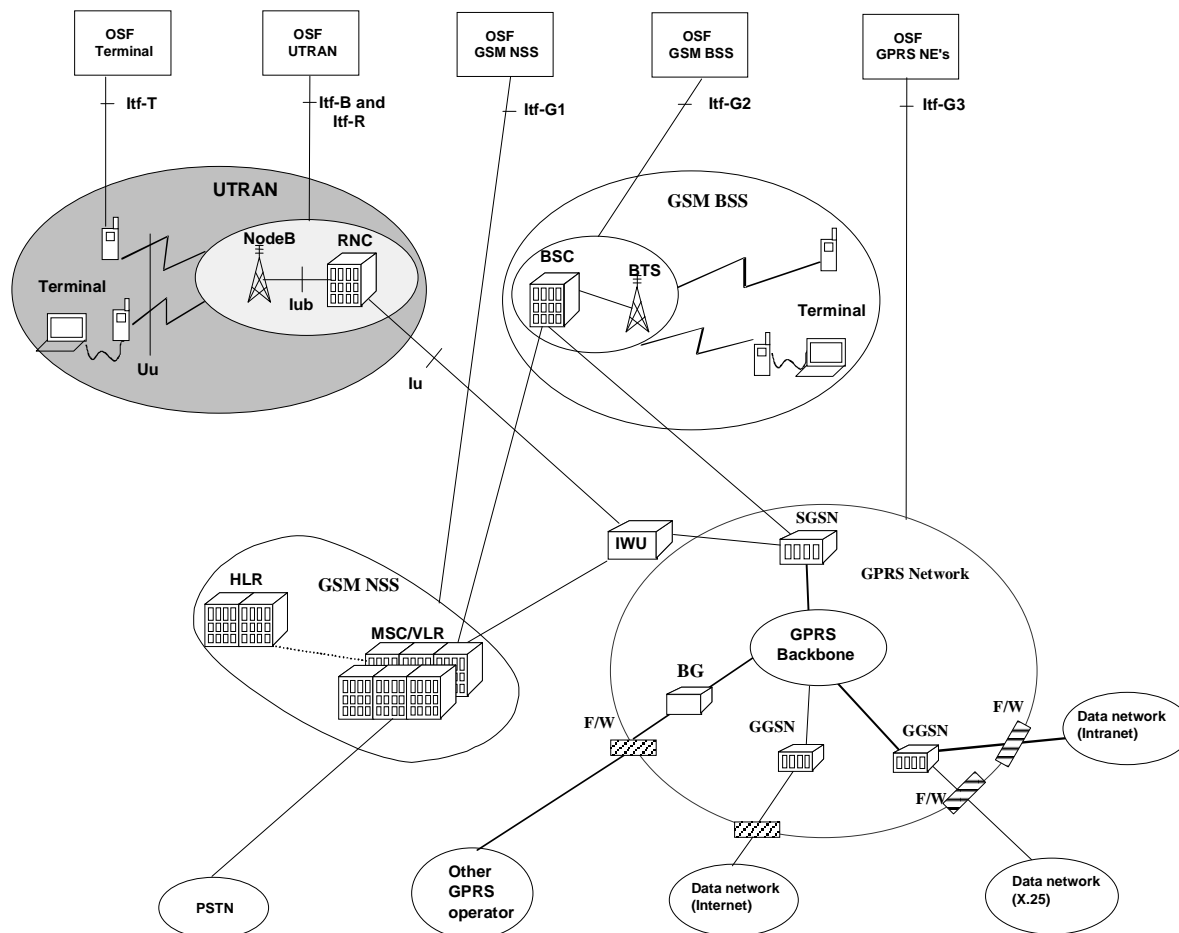 OSF
Terminal
OSF
UTRAN
OSF
GSM NSS
OSF
GSM BSS
OSF
GPRS NE's
Itf-T
Itf-B and
Itf-R
Itf-G1
Itf-G2
Itf-G3
UTRAN
GSM BSS
NodeB
RNC
BSC
BTS
Terminal
Iub
Terminal
Uu
Iu
SGSN
IWU
GPRS Network
HLR
GSM NSS
MSC/VLR
GPRS
Backbone
BG
F/W
GGSN
GGSN
F/W
Data network
(Intranet)
F/W
Other
GPRS
operator
PSTN
Data network
(Internet)
Data network
(X.25)